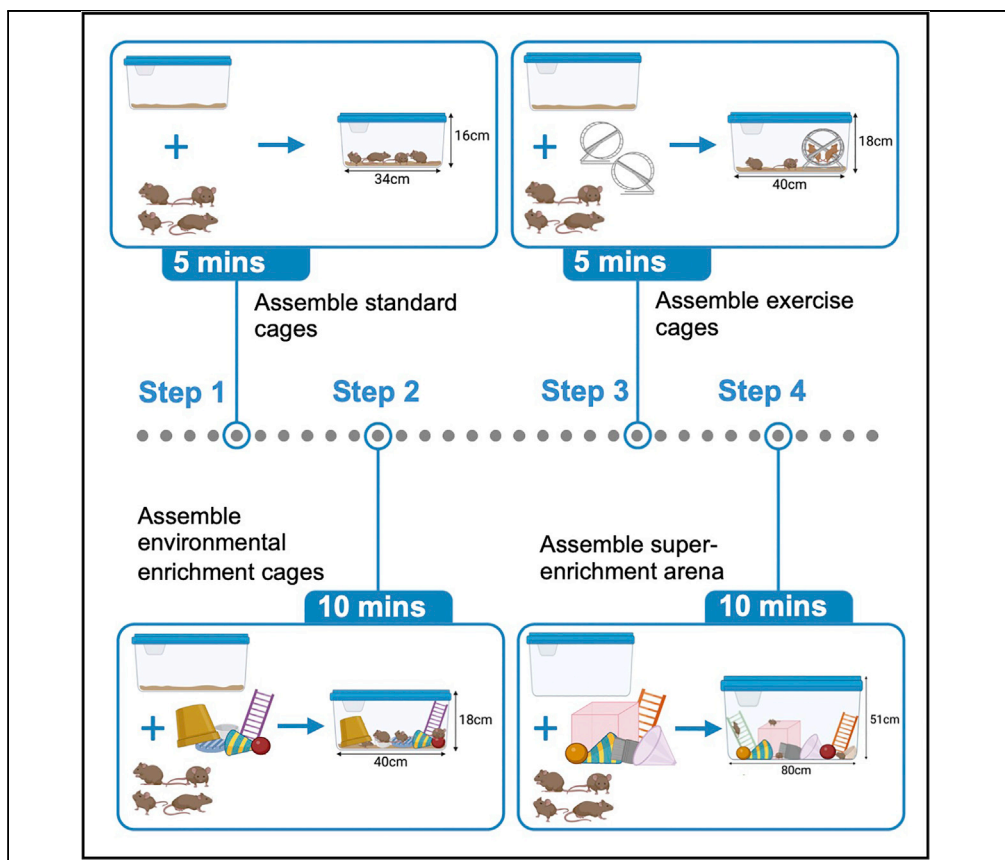 16cm
34cm
5 mins
Assemble standard
cages
18cm
40cm
5 mins
Assemble exercise
cages
Step 1
Step 2
Step 3
Step 4
Assemble
environmental
enrichment cages
10 mins
18cm
40cm
Assemble super-
enrichment arena
10 mins
51cm
80cm